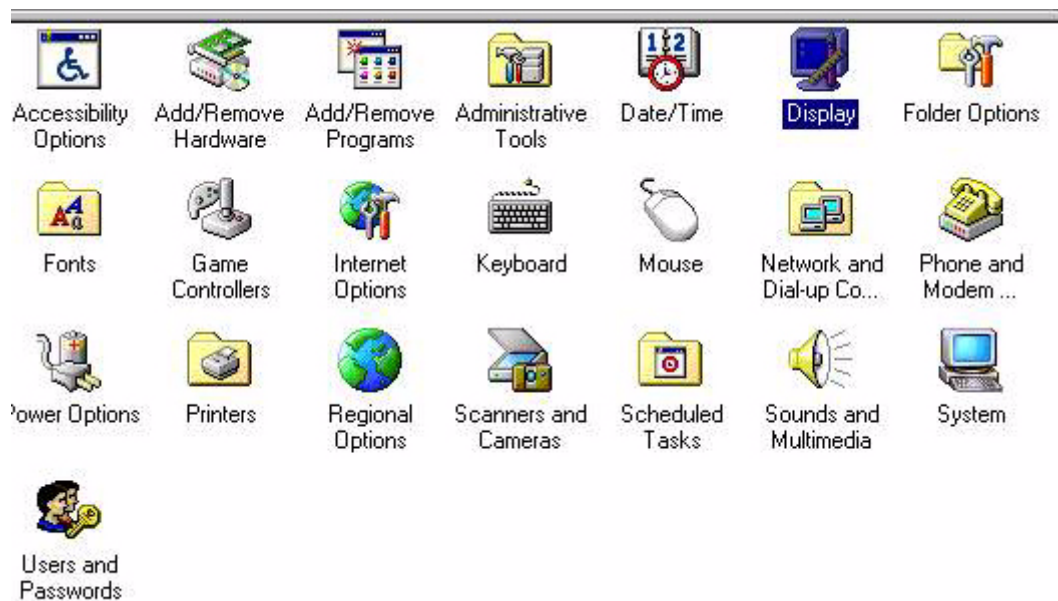 Accessibility Options
Add/Remove Hardware
Add/Remove Programs
Administrative Tools
Date/Time
Display
Folder Options
Fonts
Game Controllers
Internet Options
Keyboard
Mouse
Network and Dial-up Co...
Phone and Modem ...
Power Options
Printers
Regional Options
Scanners and Cameras
Scheduled Tasks
Sounds and Multimedia
System
Users and Passwords